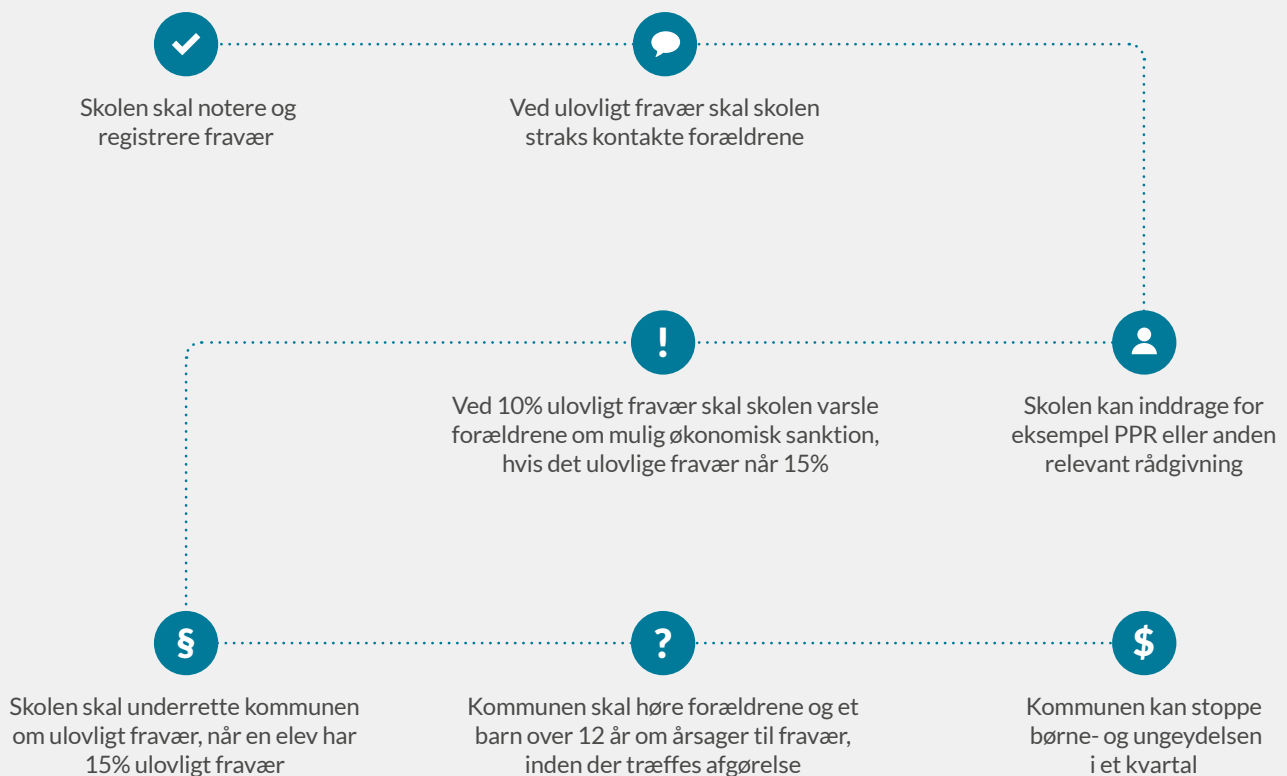 Skolen skal notere og
registrere fravær
Ved ulovligt fravær skal skolen
straks kontakte forældrene
!
Ved 10% ulovligt fravær skal skolen varsle
forældrene om mulig økonomisk sanktion,
hvis det ulovlige fravær når 15%
Skolen kan inddrage for
eksempel PPR eller anden
relevant rådgivning
§
Skolen skal underrette kommunen
om ulovligt fravær, når en elev har
15% ulovligt fravær
?
Kommunen skal høre forældrene og et
barn over 12 år om årsager til fravær,
inden der træffes afgørelse
$
Kommunen kan stoppe
børne- og ungeydelsen
i et kvartal